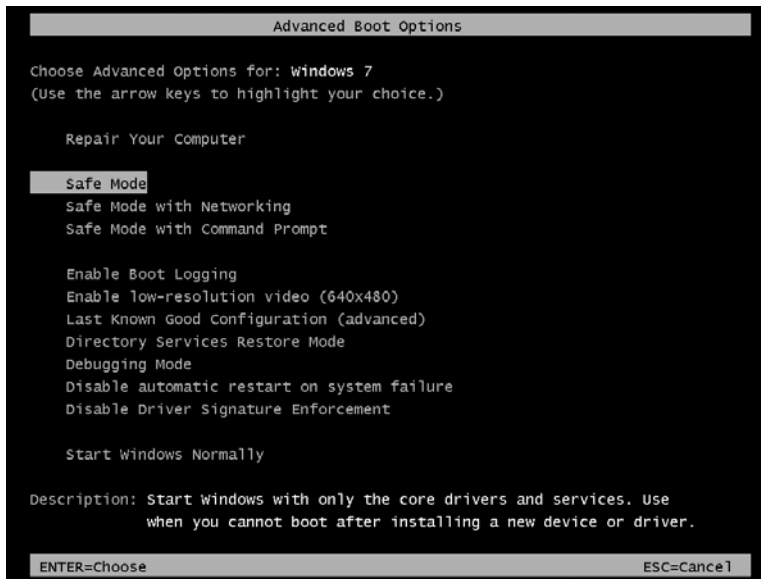 Advanced Boot Options
Choose Advanced Options for: Windows 7
(Use the arrow keys to highlight your choice.)
Repair Your Computer
Safe Mode
Safe Mode with Networking
Safe Mode with Command Prompt
Enable Boot Logging
Enable low-resolution video (640x480)
Last Known Good Configuration (advanced)
Directory Services Restore Mode
Debugging Mode
Disable automatic restart on system failure
Disable Driver Signature Enforcement
Start Windows Normally
Description: Start Windows with only the core drivers and services. Use
when you cannot boot after installing a new device or driver.
ENTER=Choose ESC=Cancel